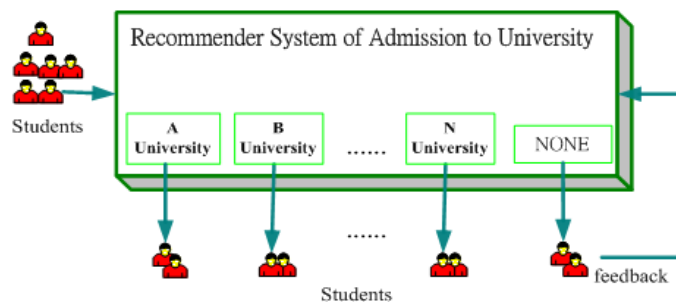 Recommender System of Admission to University
Students
A
University
B
University
......
N
University
NONE
......
Students
feedback